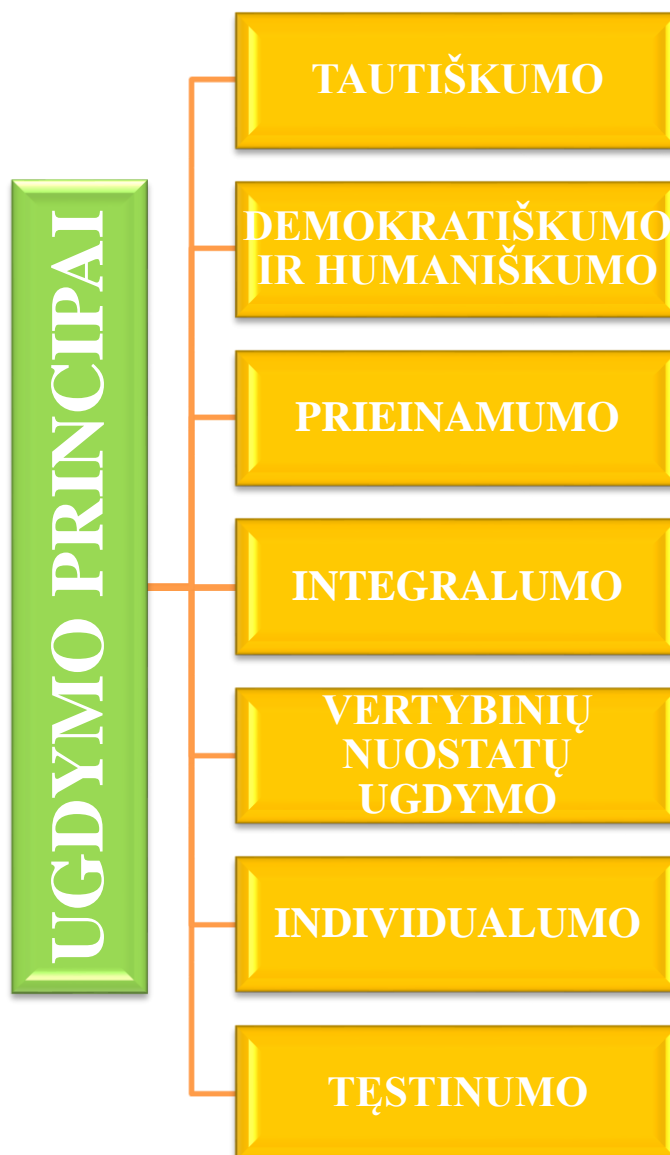 UGDYMO PRINCIPAI
TAUTIŠKUMO
DEMOKRATIŠKUMO
IR HUMANIŠKUMO
PRIEINAMUMO
INTEGRALUMO
VERTYBINIŲ
NUOSTATŲ
UGDYMO
INDIVIDUALUMO
TĘSTINUMO